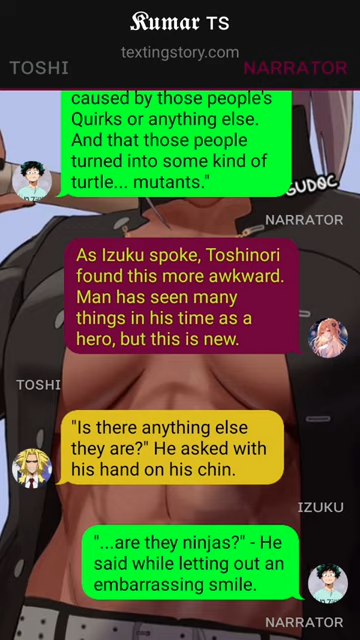 𝕶𝖚𝖒𝖆𝖗 TS
textingstory.com
TOSHI
NARRATOR
caused by those people's
Quirks or anything else.
And that those people
turned into some kind of
turtle... mutants."
GUDØC
NARRATOR
As Izuku spoke, Toshinori
found this more awkward.
Man has seen many
things in his time as a
hero, but this is new.
TOSHI
"Is there anything else
they are?" He asked with
his hand on his chin.
IZUKU
"...are they ninjas?" - He
said while letting out an
embarrassing smile.
NARRATOR